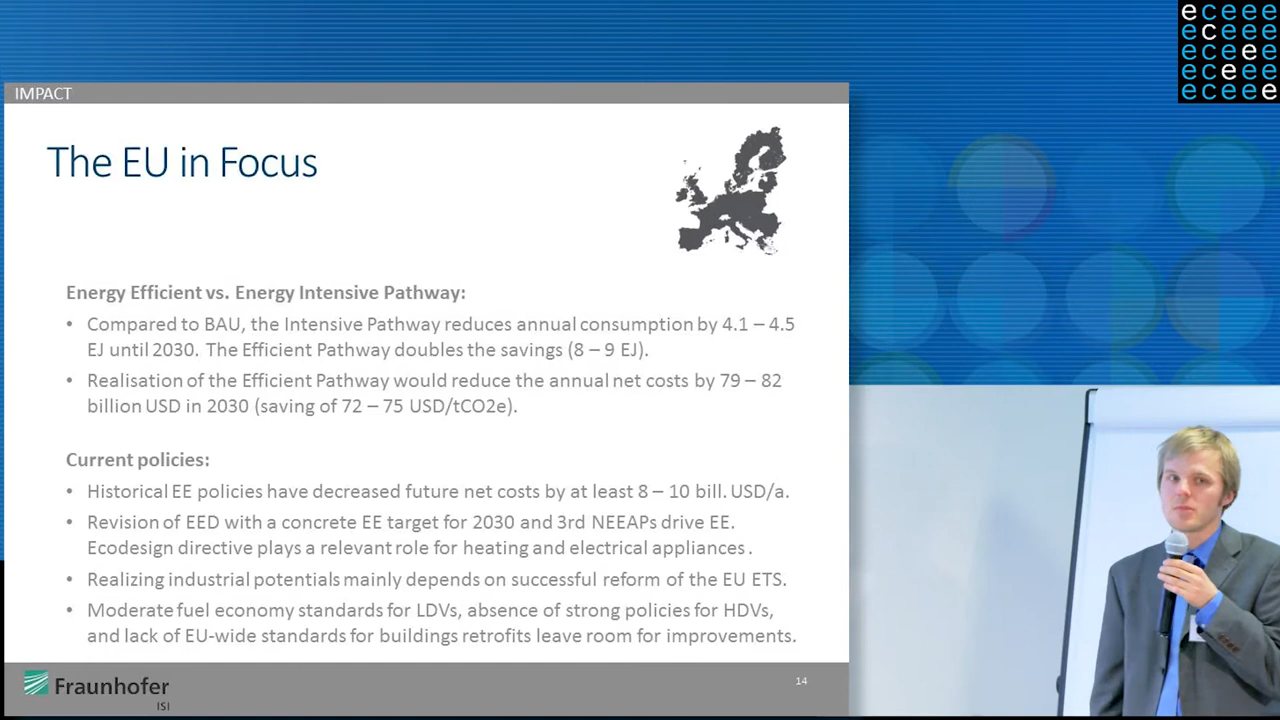 eceee
eceee
eceee
eceee
eceee
IMPACT
The EU in Focus
Energy Efficient vs. Energy Intensive Pathway:
• Compared to BAU, the Intensive Pathway reduces annual consumption by 4.1 – 4.5
EJ until 2030. The Efficient Pathway doubles the savings (8 – 9 EJ).
• Realisation of the Efficient Pathway would reduce the annual net costs by 79 – 82
billion USD in 2030 (saving of 72 – 75 USD/tCO2e).
Current policies:
• Historical EE policies have decreased future net costs by at least 8 – 10 bill. USD/a.
• Revision of EED with a concrete EE target for 2030 and 3rd NEEAPs drive EE.
Ecodesign directive plays a relevant role for heating and electrical appliances .
• Realizing industrial potentials mainly depends on successful reform of the EU ETS.
• Moderate fuel economy standards for LDVs, absence of strong policies for HDVs,
and lack of EU-wide standards for buildings retrofits leave room for improvements.
Fraunhofer
ISI
14